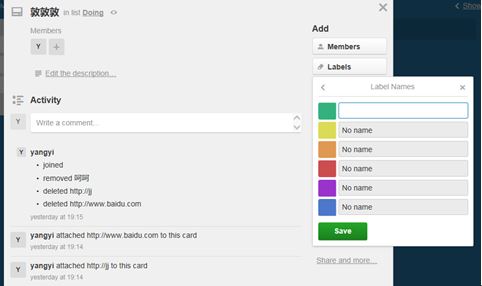 敦敦敦 in list Doing
Show
Members
Y +
Edit the description…
Activity
Y
Write a comment…
Y yangyi
• joined
• removed 呵呵
• deleted http://jj
• deleted http://www.baidu.com
yesterday at 19:15
Y yangyi attached http://www.baidu.com to this card
yesterday at 19:14
Y yangyi attached http://jj to this card
yesterday at 19:14
Add
Members
Labels
Label Names
No name
No name
No name
No name
No name
Save
Share and more…